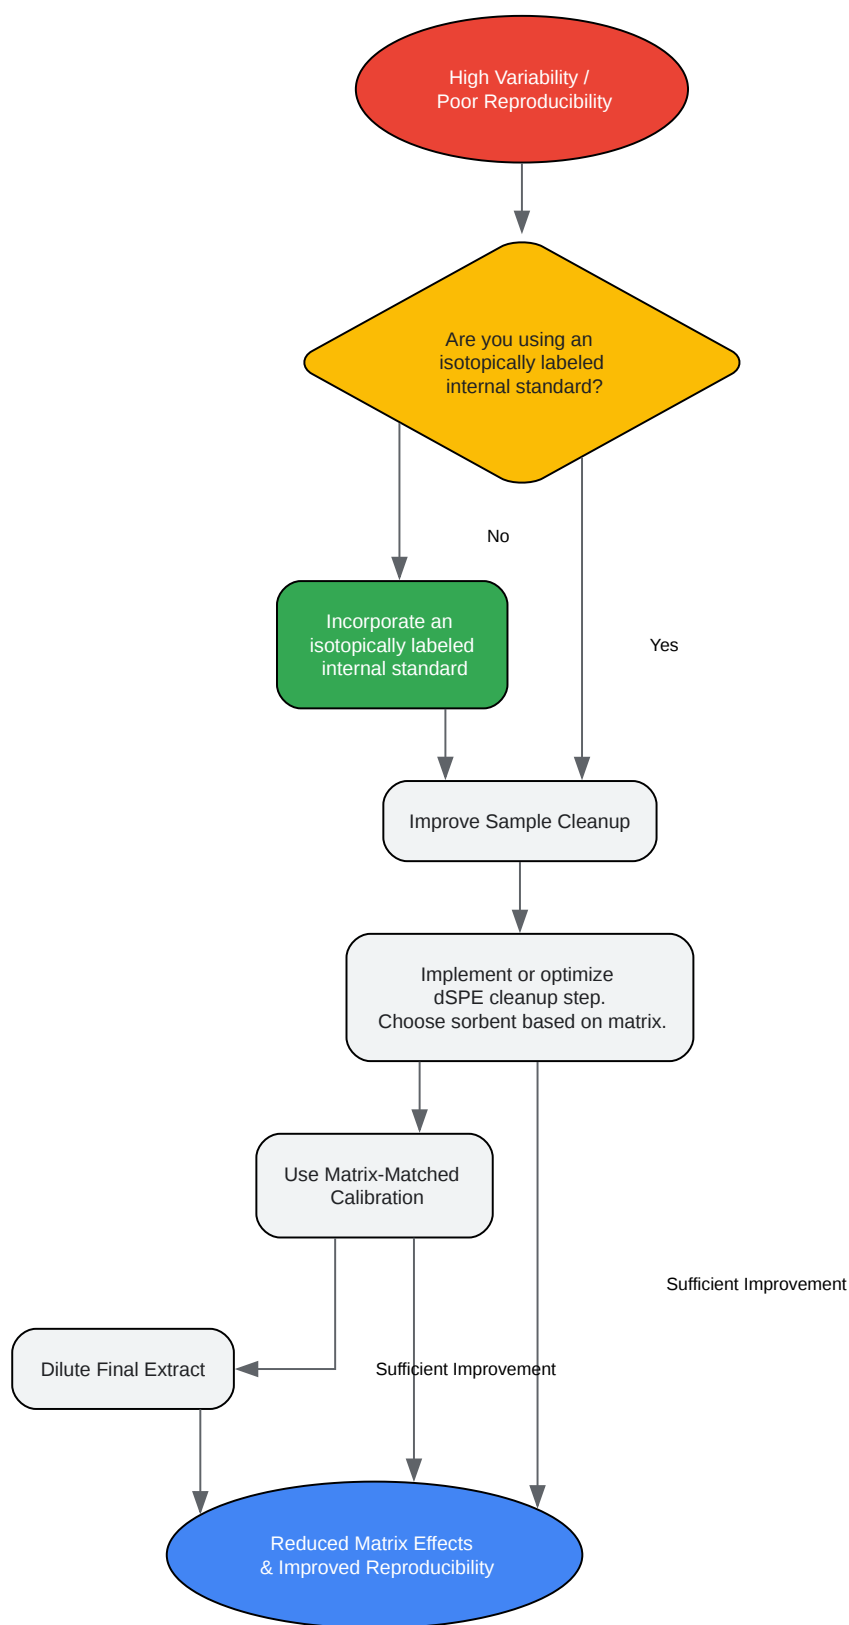 High Variability /
Poor Reproducibility
Are you using an
isotopically labeled
internal standard?
No
Incorporate an
isotopically labeled
internal standard
Yes
Improve Sample Cleanup
Implement or optimize
dSPE cleanup step.
Choose sorbent based on matrix.
Use Matrix-Matched
Calibration
Sufficient Improvement
Dilute Final Extract
Sufficient Improvement
Reduced Matrix Effects
& Improved Reproducibility